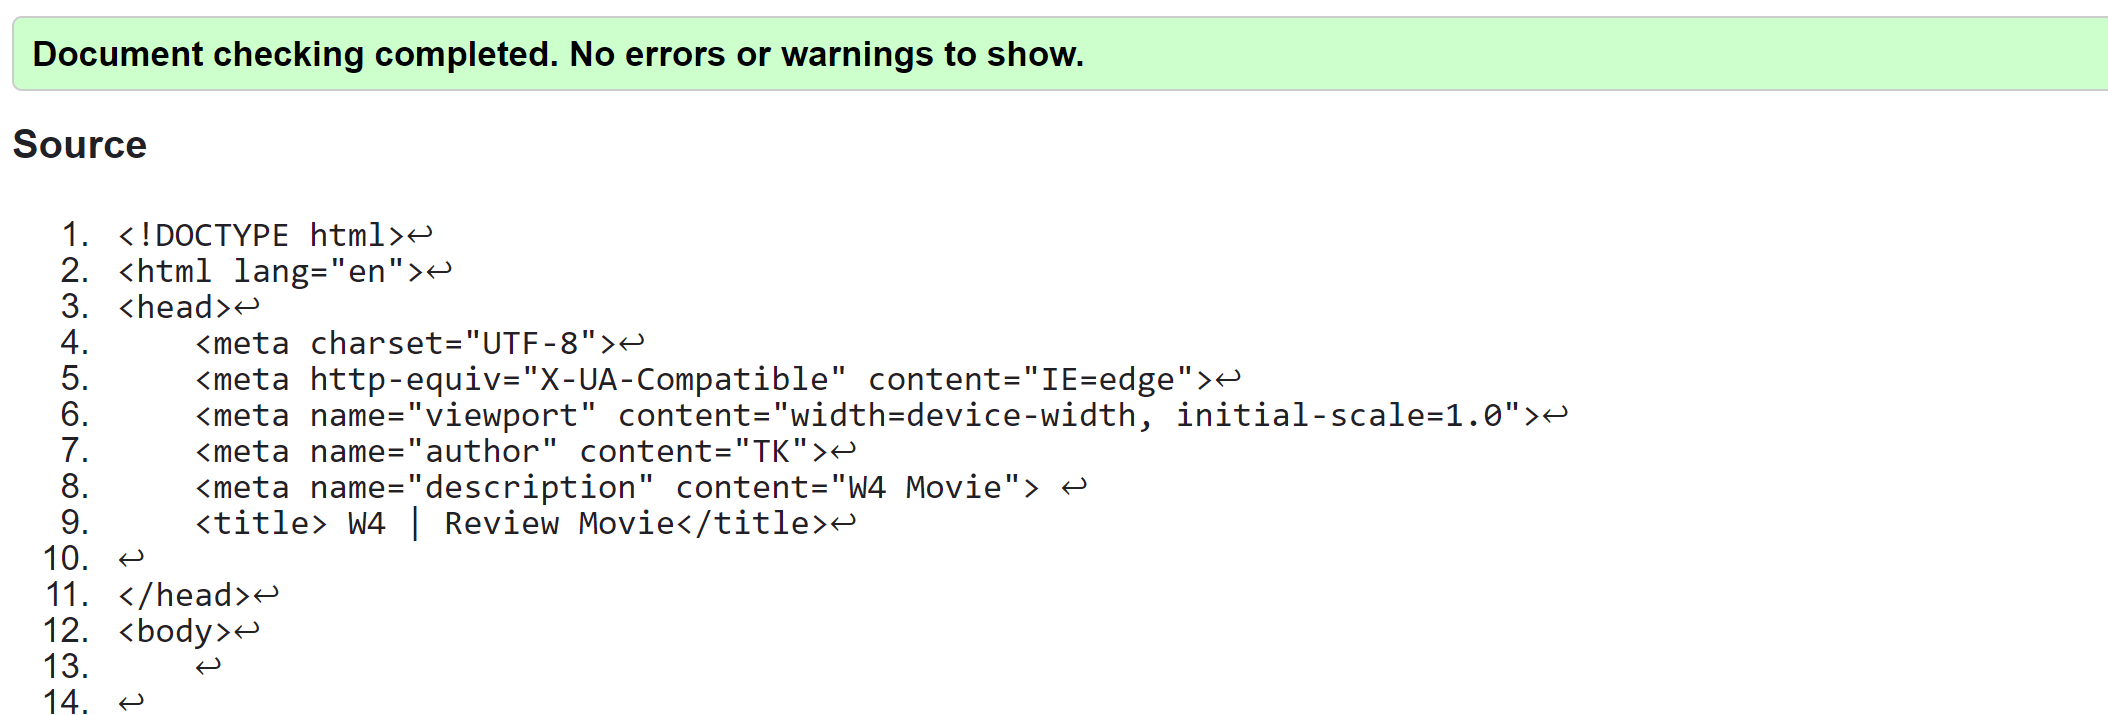 Document checking completed. No errors or warnings to show.
Source
1. <!DOCTYPE html>↩
2. <html lang="en">↩
3. <head>↩
4.     <meta charset="UTF-8">↩
5.     <meta http-equiv="X-UA-Compatible" content="IE=edge">↩
6.     <meta name="viewport" content="width=device-width, initial-scale=1.0">↩
7.     <meta name="author" content="TK">↩
8.     <meta name="description" content="W4 Movie"> ↩
9.     <title> W4 | Review Movie</title>↩
10. ↩
11. </head>↩
12. <body>↩
13.     ↩
14. ↩